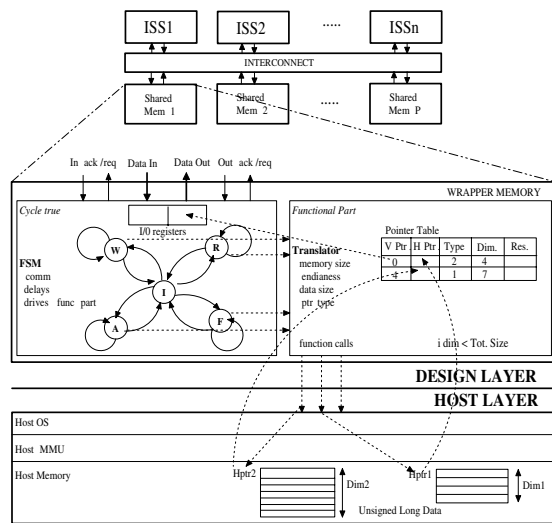 ISS1 ISS2 ..... ISSn
INTERCONNECT
Shared Mem 1 Shared Mem 2 ..... Shared Mem P
In ack /req Data In Data Out Out ack /req
WRAPPER MEMORY
Cycle true
I/0 registers
W R I A F
FSM
comm
delays
drives func part
Functional Part
Pointer Table
V Ptr H Ptr Type Dim. Res.
0 2 4
4 1 7
Translator
memory size
endianess
data size
ptr type
function calls i dim < Tot. Size
DESIGN LAYER
HOST LAYER
Host OS
Host MMU
Host Memory
Hptr2 Dim2 Hptr1 Dim1
Unsigned Long Data